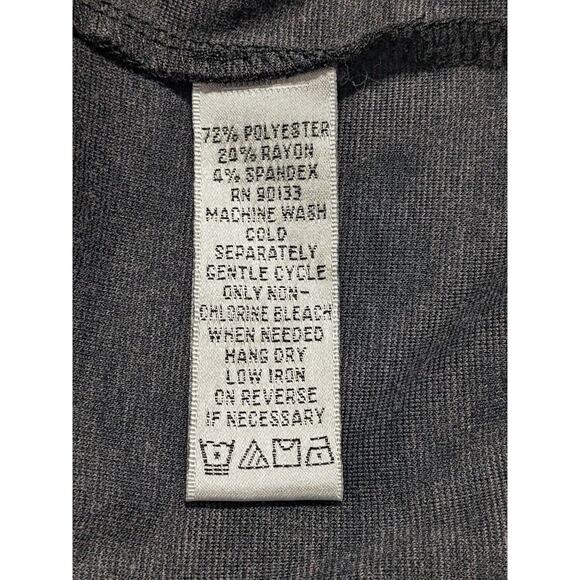 72% POLYESTER
24% RAYON
4% SPANDEX
RN 90133
MACHINE WASH
COLD
SEPARATELY
GENTLE CYCLE
ONLY NON-
CHLORINE BLEACH
WHEN NEEDED
HANG DRY
LOW IRON
ON REVERSE
IF NECESSARY